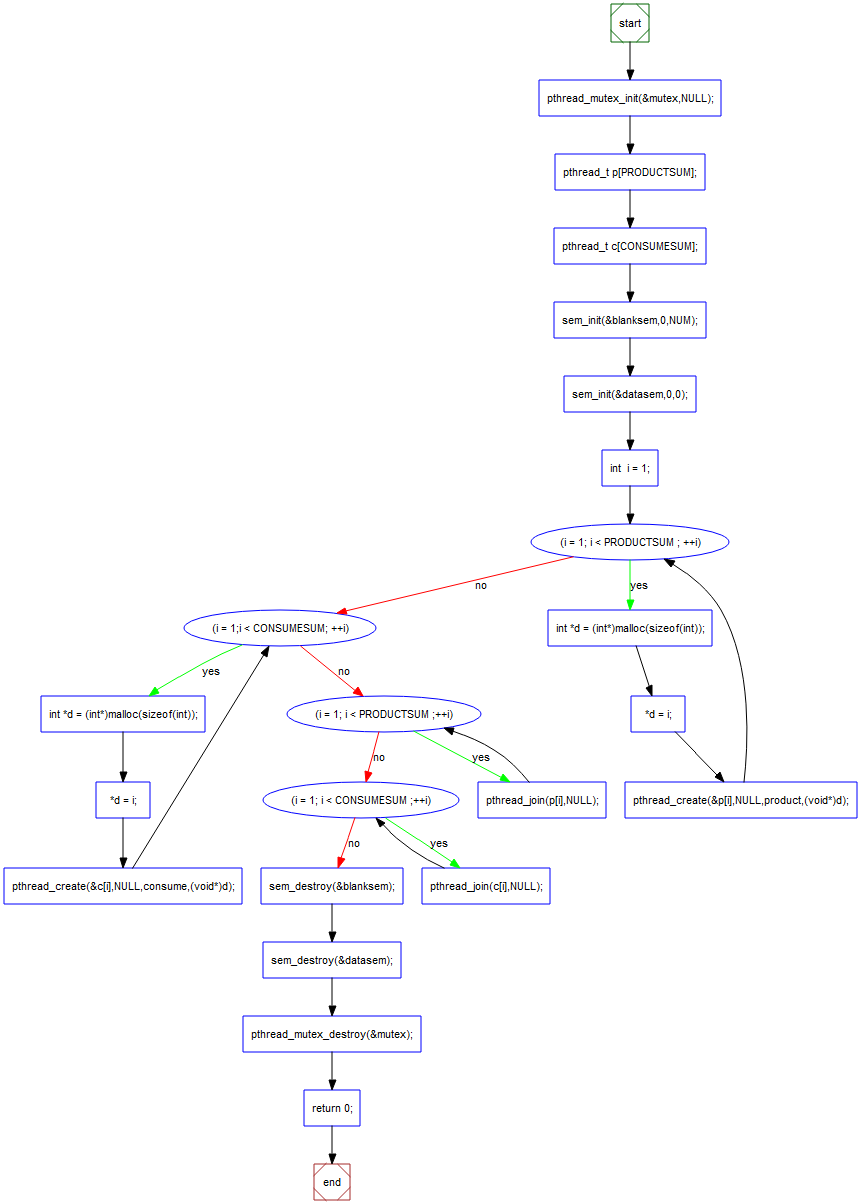 start
pthread_mutex_init(&mutex,NULL);
pthread_t p[PRODUCTSUM];
pthread_t c[CONSUMESUM];
sem_init(&blanksem,0,NUM);
sem_init(&datasem,0,0);
int  i = 1;
(i = 1; i < PRODUCTSUM ; ++i)
no
yes
(i = 1;i < CONSUMESUM; ++i)
int *d = (int*)malloc(sizeof(int));
yes
no
int *d = (int*)malloc(sizeof(int));
(i = 1; i < PRODUCTSUM ;++i)
*d = i;
no
yes
*d = i;
(i = 1; i < CONSUMESUM ;++i)
pthread_join(p[i],NULL);
pthread_create(&p[i],NULL,product,(void*)d);
no
yes
pthread_create(&c[i],NULL,consume,(void*)d);
sem_destroy(&blanksem);
pthread_join(c[i],NULL);
sem_destroy(&datasem);
pthread_mutex_destroy(&mutex);
return 0;
end